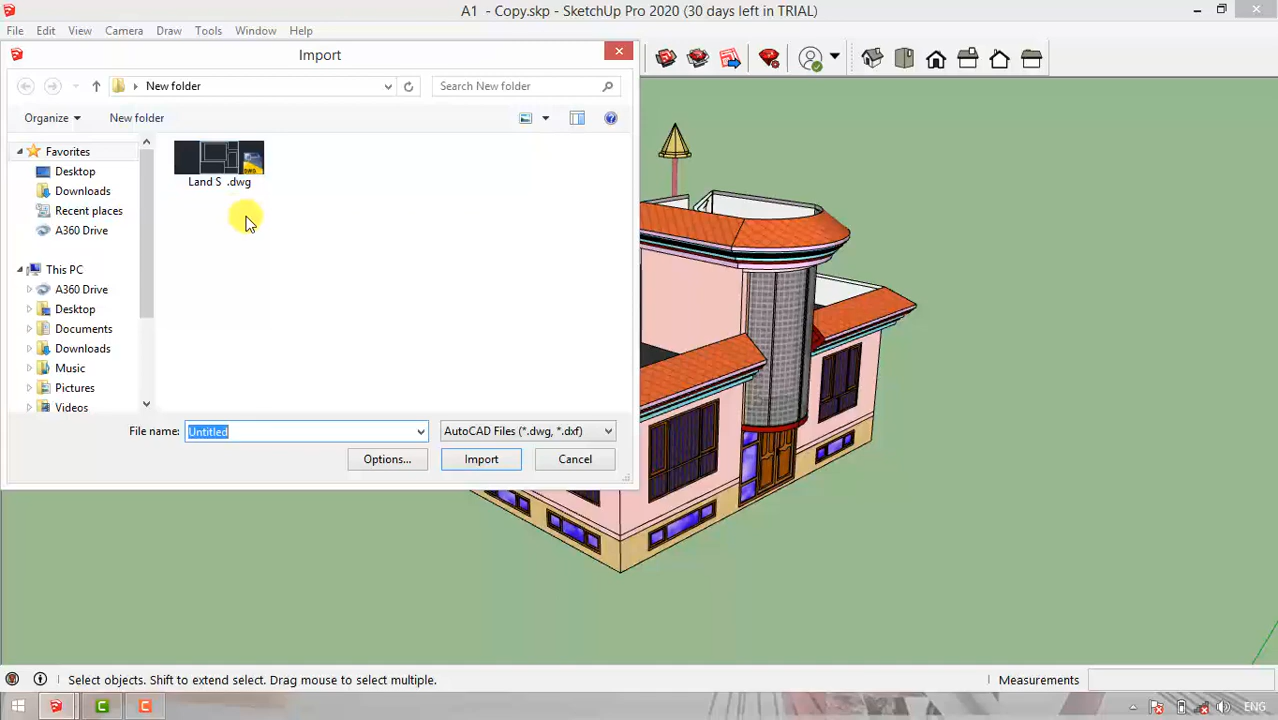 A1 - Copy.skp - SketchUp Pro 2020 (30 days left in TRIAL)
File Edit View Camera Draw Tools Window Help
Import
New folder
Search New folder
Organize New folder
Favorites
Desktop
Downloads
Recent places
A360 Drive
This PC
A360 Drive
Desktop
Documents
Downloads
Music
Pictures
Videos
DWG
Land S .dwg
File name: Untitled AutoCAD Files (*.dwg, *.dxf)
Options... Import Cancel
Select objects. Shift to extend select. Drag mouse to select multiple. Measurements
ENG